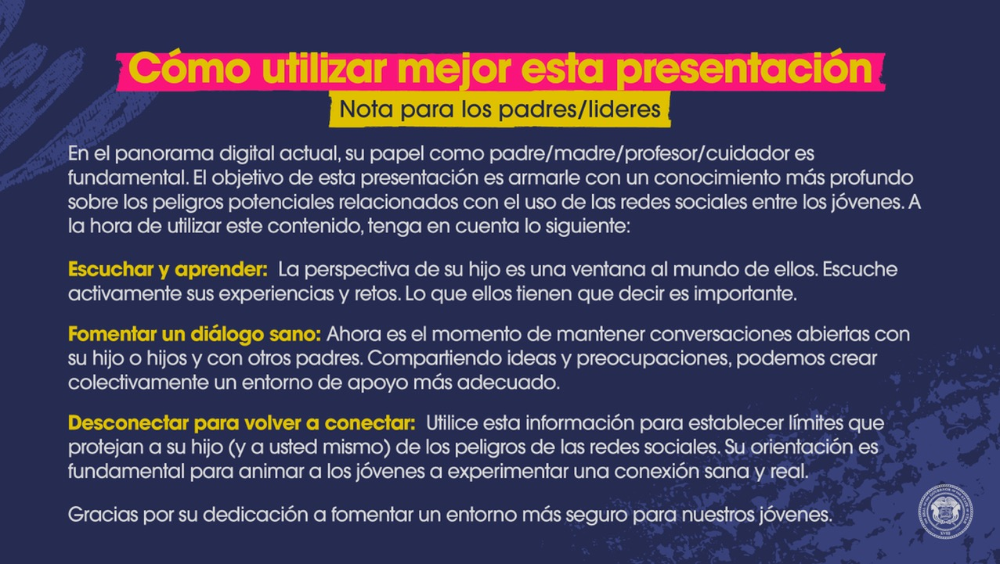 Cómo utilizar mejor esta presentación
Nota para los padres/lideres
En el panorama digital actual, su papel como padre/madre/profesor/cuidador es
fundamental. El objetivo de esta presentación es armarle con un conocimiento más profundo
sobre los peligros potenciales relacionados con el uso de las redes sociales entre los jóvenes. A
la hora de utilizar este contenido, tenga en cuenta lo siguiente:
Escuchar y aprender: La perspectiva de su hijo es una ventana al mundo de ellos. Escuche
activamente sus experiencias y retos. Lo que ellos tienen que decir es importante.
Fomentar un diálogo sano: Ahora es el momento de mantener conversaciones abiertas con
su hijo o hijos y con otros padres. Compartiendo ideas y preocupaciones, podemos crear
colectivamente un entorno de apoyo más adecuado.
Desconectar para volver a conectar: Utilice esta información para establecer límites que
protejan a su hijo (y a usted mismo) de los peligros de las redes sociales. Su orientación es
fundamental para animar a los jóvenes a experimentar una conexión sana y real.
Gracias por su dedicación a fomentar un entorno más seguro para nuestros jóvenes.
XVIII